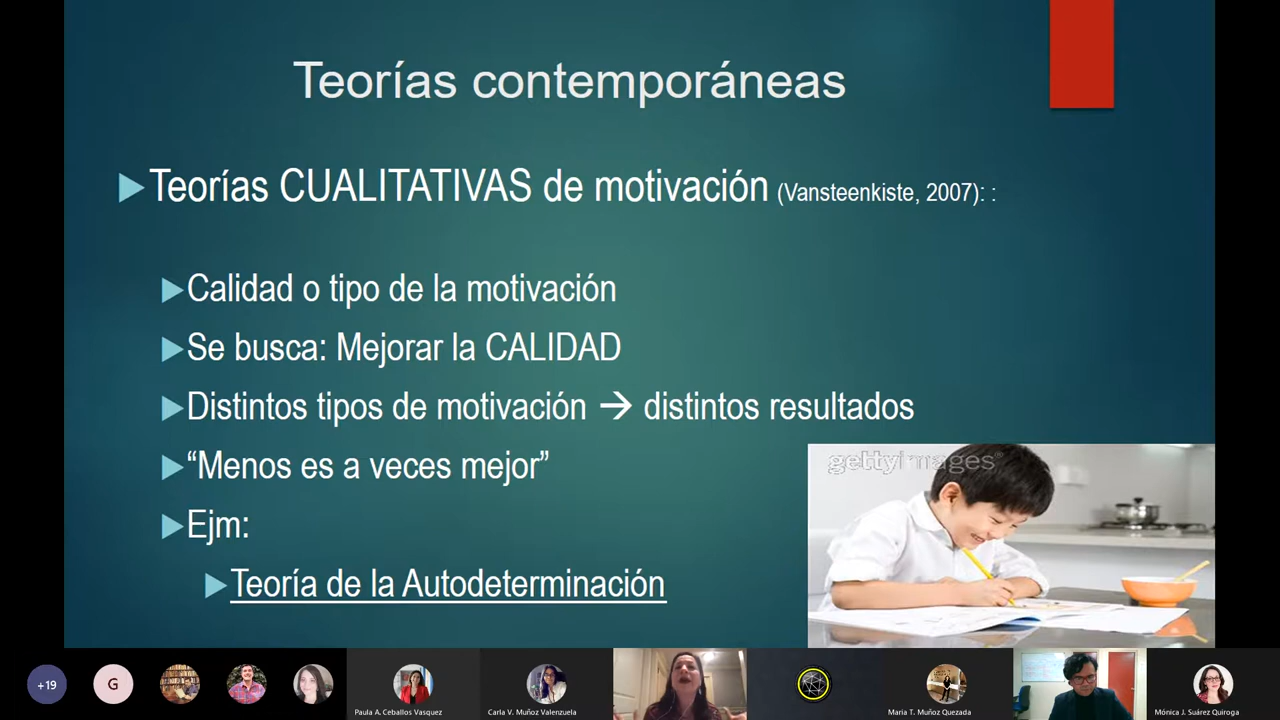 Teorías contemporáneas
Teorías CUALITATIVAS de motivación (Vansteenkiste, 2007): :
Calidad o tipo de la motivación
Se busca: Mejorar la CALIDAD
Distintos tipos de motivación → distintos resultados
“Menos es a veces mejor”
gettyimages®
Ejm:
Teoría de la Autodeterminación
+19
G
Paula A. Ceballos Vasquez
Carla V. Muñoz Valenzuela
Maria T. Muñoz Quezada
Mónica J. Suárez Quiroga